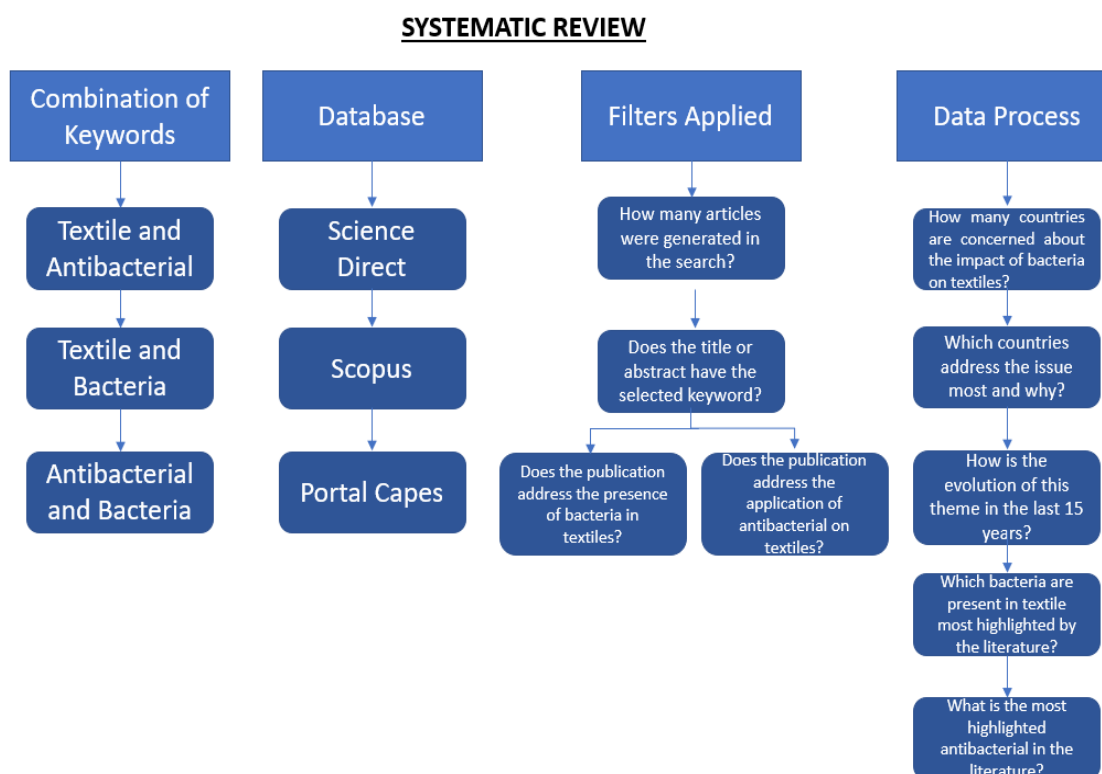 SYSTEMATIC REVIEW
Combination of
Keywords
Textile and
Antibacterial
Textile and
Bacteria
Antibacterial
and Bacteria
Database
Science
Direct
Scopus
Portal Capes
Filters Applied
How many articles
were generated in
the search?
Does the title or
abstract have the
selected keyword?
Does the publication
address the presence
of bacteria in
textiles?
Does the publication
address the
application of
antibacterial on
textiles?
Data Process
How many countries
are concerned about
the impact of bacteria
on textiles?
Which countries
address the issue
most and why?
How is the
evolution of this
theme in the last 15
years?
Which bacteria are
present in textile
most highlighted by
the literature?
What is the most
highlighted
antibacterial in the
literature?